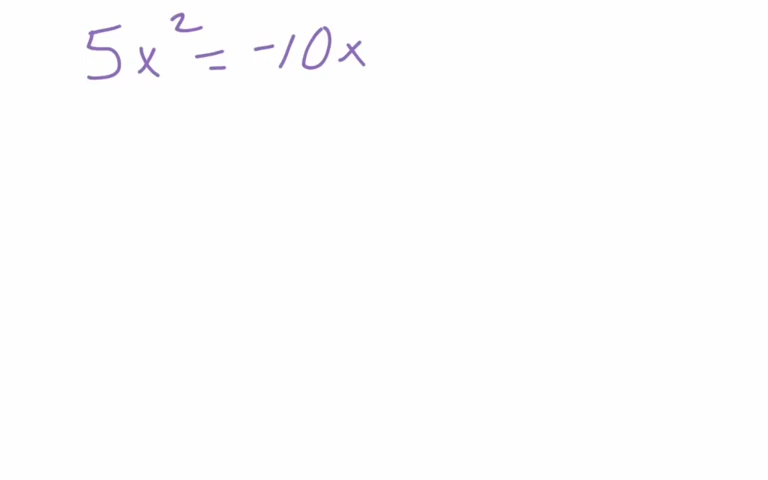 5x² = -10x